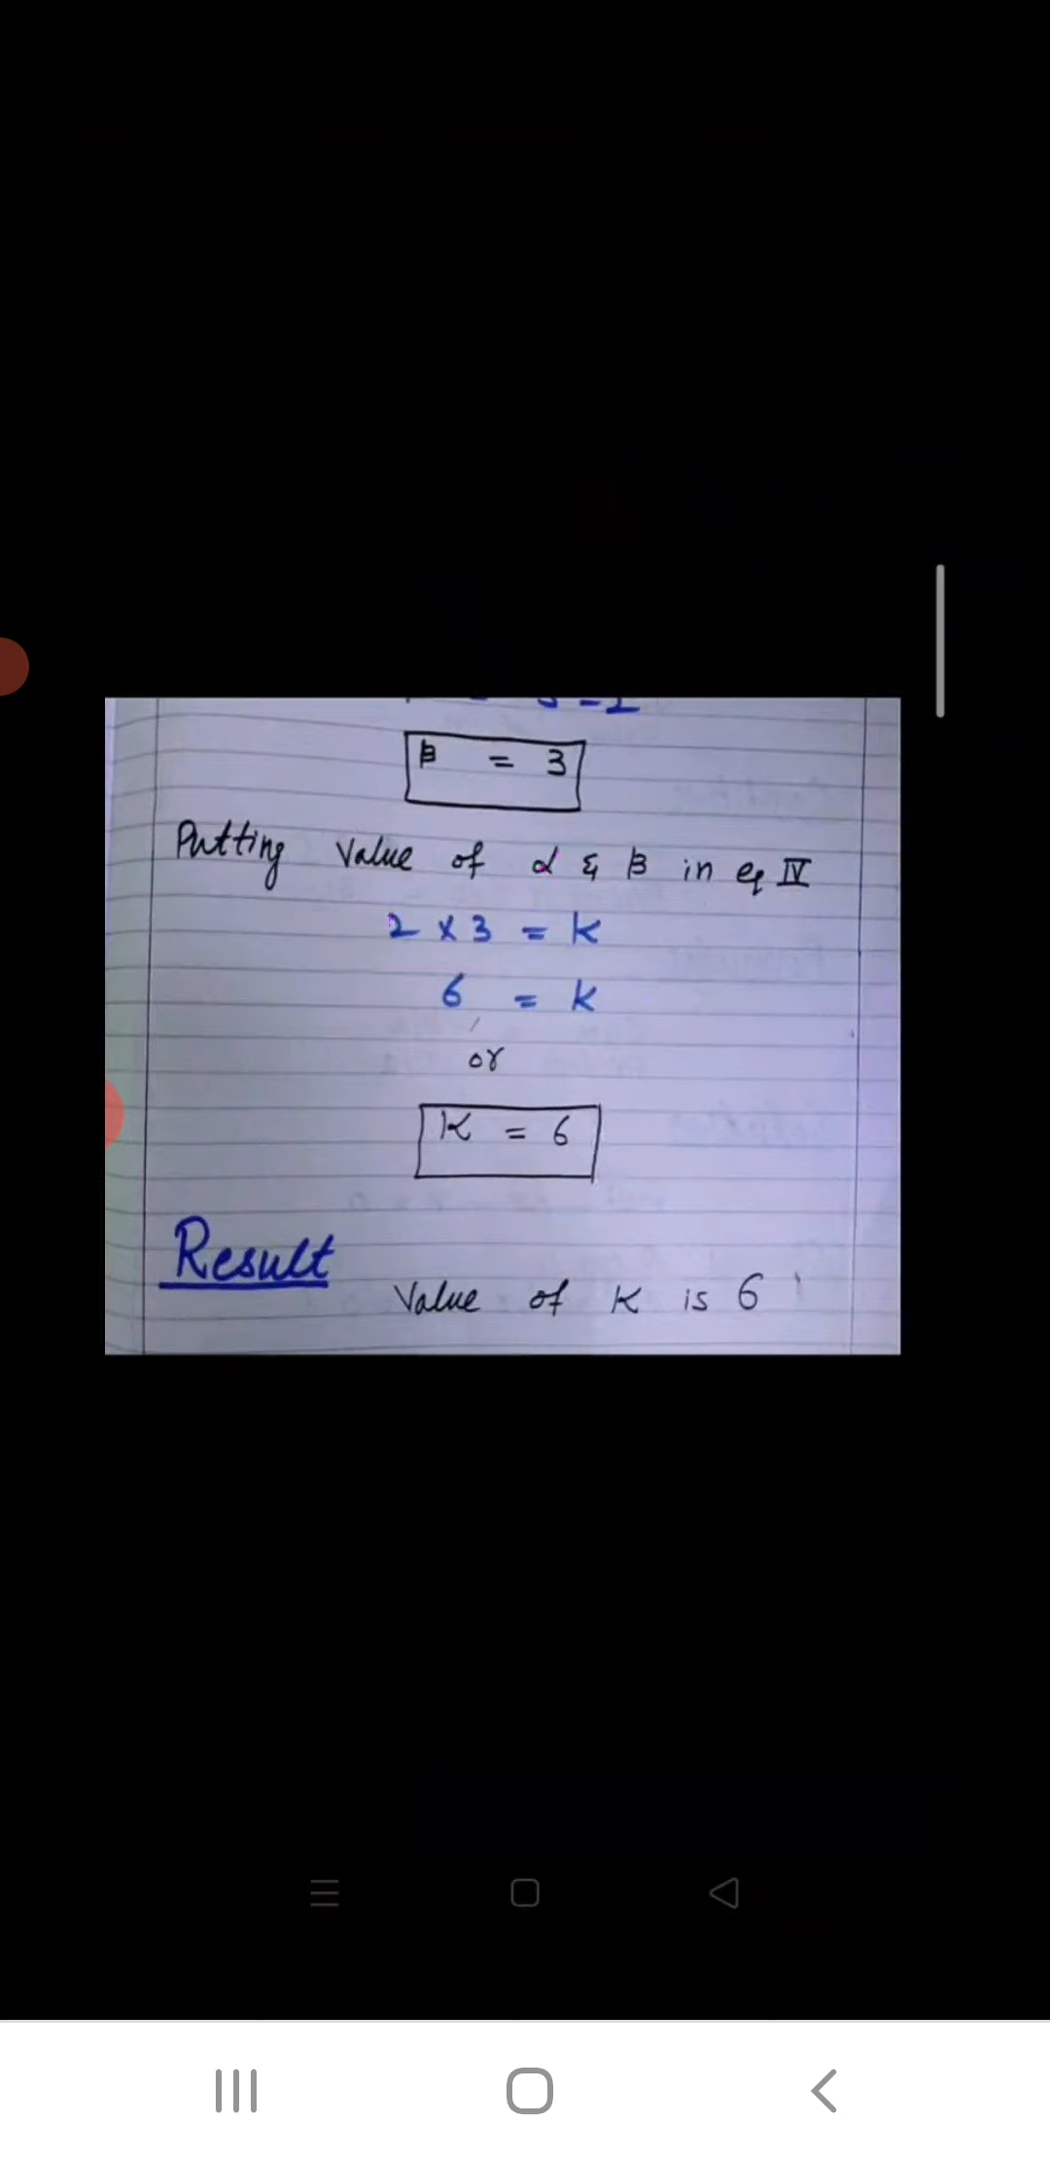 β = 3
Putting value of α & β in eq IV
2 × 3 = k
6 = k
or
K = 6
Result
Value of K is 6